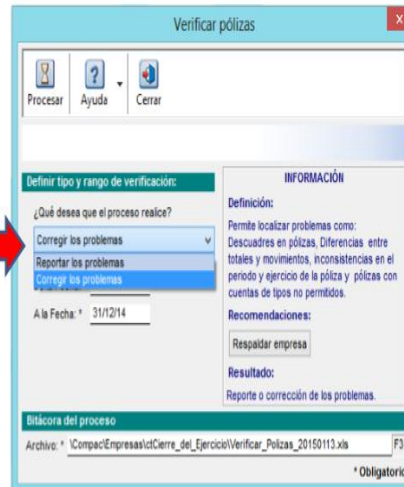 Verificar pólizas
x
Procesar
Ayuda
Cerrar
Definir tipo y rango de verificación:
¿Qué desea que el proceso realice?
Corregir los problemas
Reportar los problemas
Corregir los problemas
A la Fecha: * 31/12/14
INFORMACIÓN
Definición:
Permite localizar problemas como:
Descuadres en pólizas, Diferencias entre
totales y movimientos, inconsistencias en el
periodo y ejercicio de la póliza y pólizas con
cuentas de tipos no permitidos.
Recomendaciones:
Respaldar empresa
Resultado:
Reporte o corrección de los problemas.
Bitácora del proceso
Archivo: * \Compac\Empresas\ctCierre_del_Ejercicio\Verificar_Polizas_20150113.xls F3
* Obligatorio